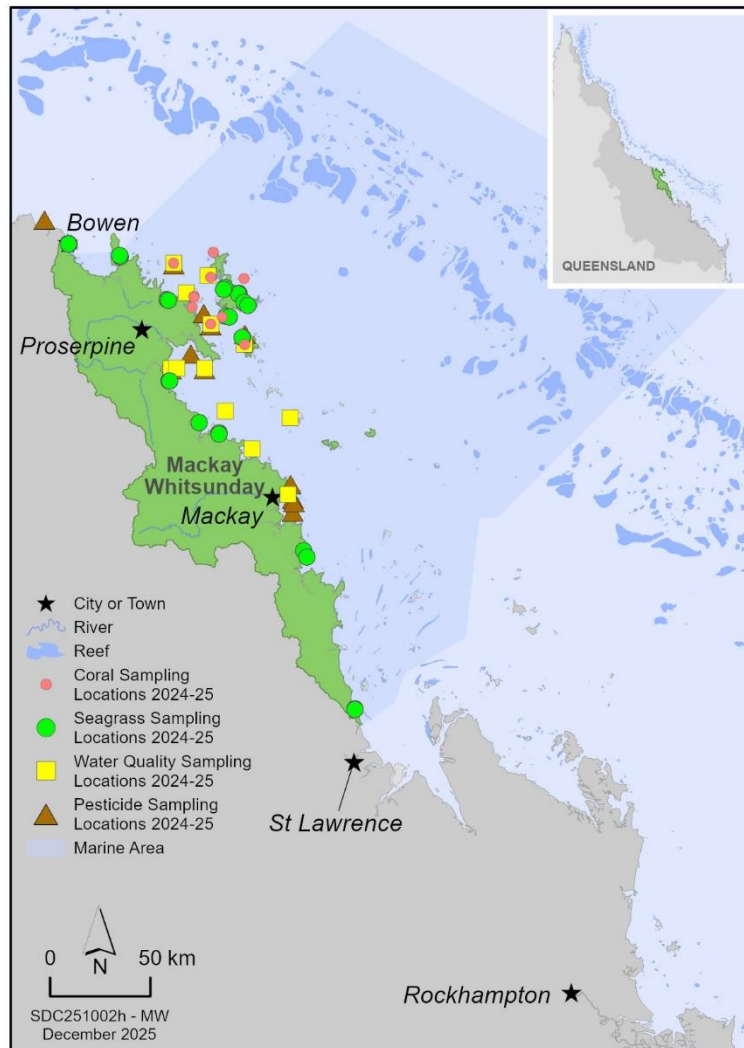 QUEENSLAND
Bowen
Proserpine
Mackay
Whitsunday
Mackay
City or Town
River
Reef
Coral Sampling
Locations 2024-25
Seagrass Sampling
Locations 2024-25
Water Quality Sampling
Locations 2024-25
Pesticide Sampling
Locations 2024-25
Marine Area
St Lawrence
0 50 km
N
Rockhampton
SDC251002h - MW
December 2025